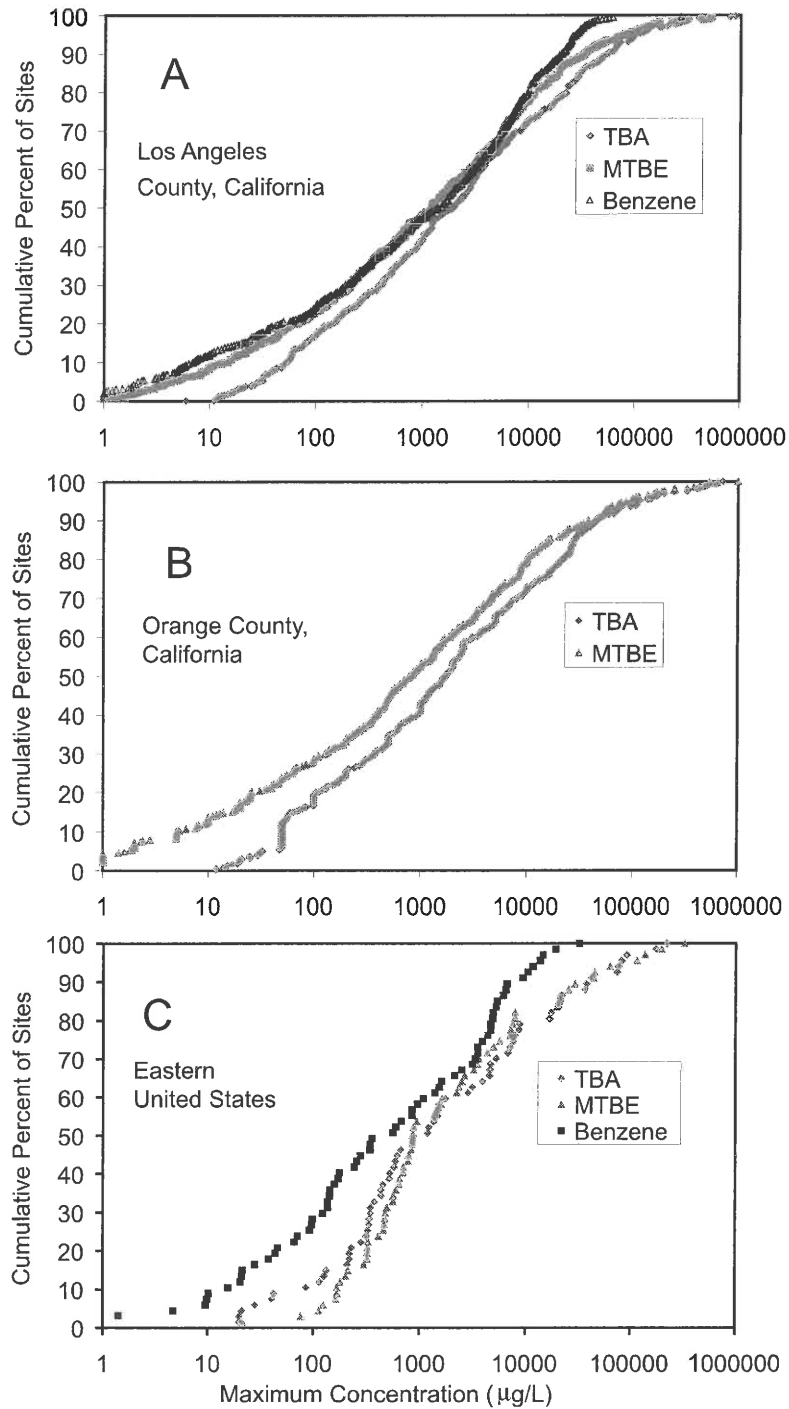 100
90
80
70
60
50
40
30
20
10
0
Cumulative Percent of Sites
A
Los Angeles
County, California
TBA
MTBE
Benzene
1 10 100 1000 10000 100000 1000000
100
90
80
70
60
50
40
30
20
10
0
Cumulative Percent of Sites
B
Orange County,
California
TBA
MTBE
1 10 100 1000 10000 100000 1000000
100
90
80
70
60
50
40
30
20
10
0
Cumulative Percent of Sites
C
Eastern
United States
TBA
MTBE
Benzene
1 10 100 1000 10000 100000 1000000
Maximum Concentration (µg/L)